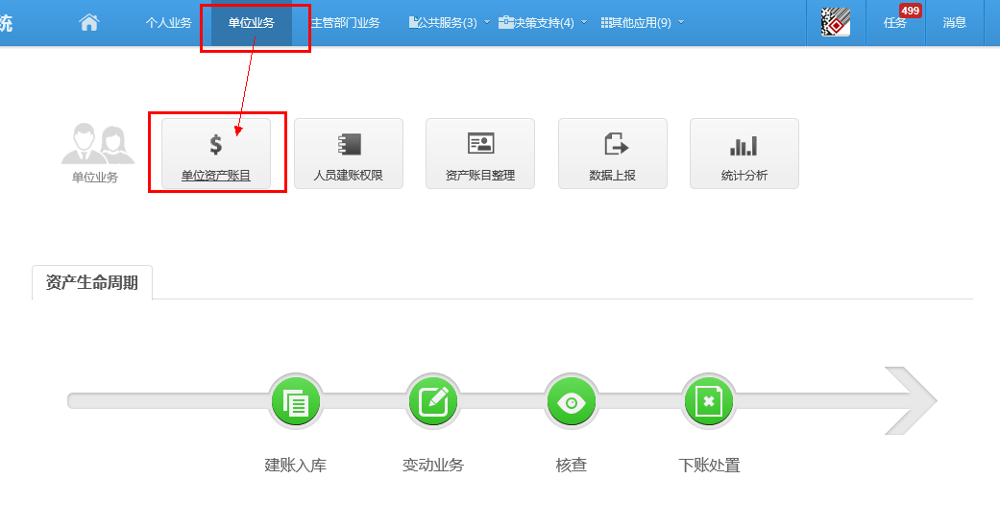 统
个人业务
单位业务
主管部门业务
公共服务(3)
决策支持(4)
其他应用(9)
任务
499
消息
单位业务
单位资产账目
人员建账权限
资产账目整理
数据上报
统计分析
资产生命周期
建账入库
变动业务
核查
下账处置